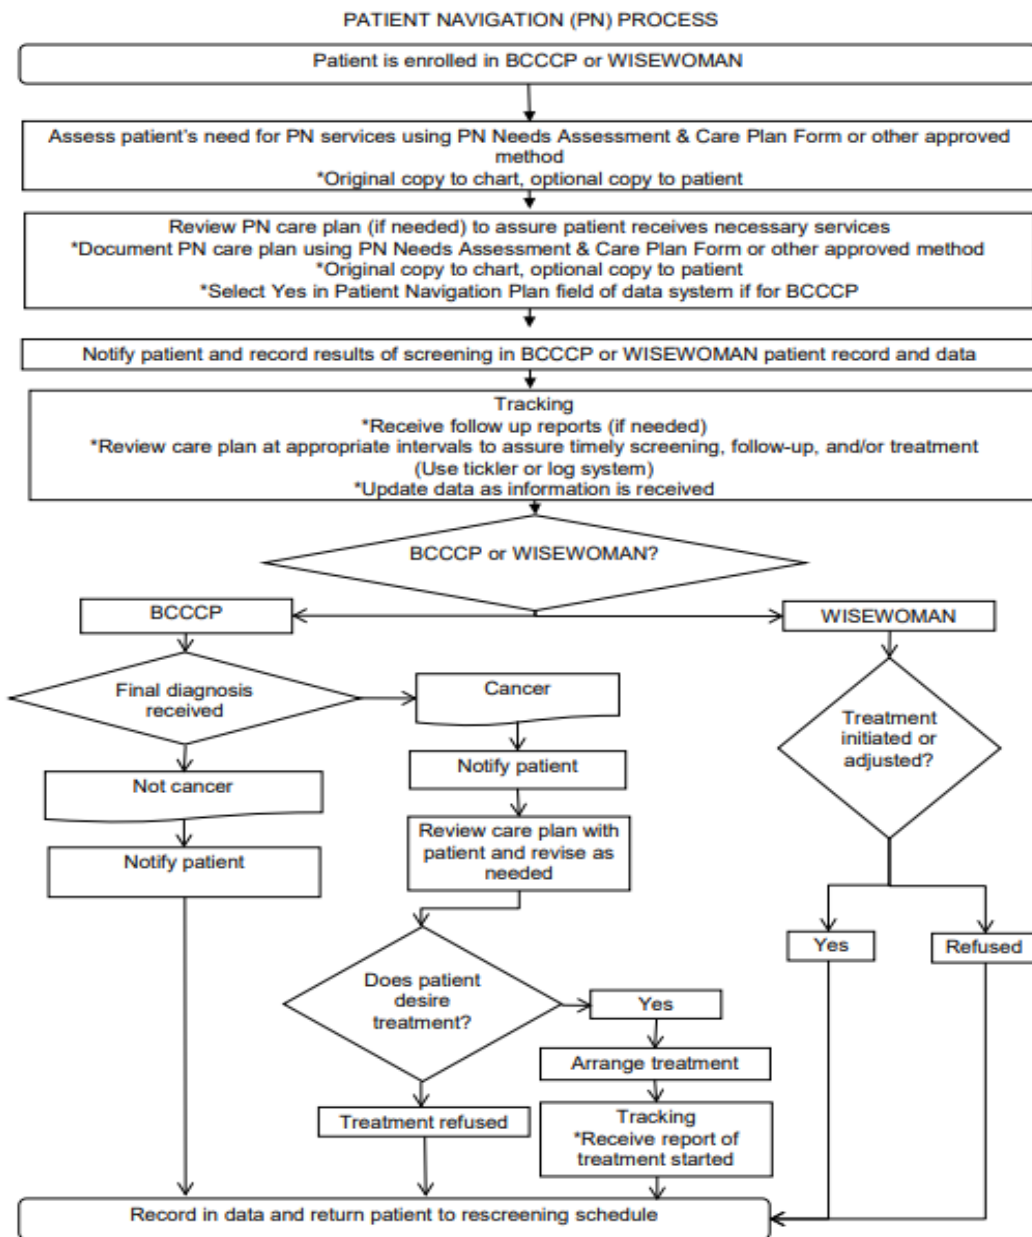 PATIENT NAVIGATION (PN) PROCESS
Patient is enrolled in BCCCP or WISEWOMAN
Assess patient's need for PN services using PN Needs Assessment & Care Plan Form or other approved
method
*Original copy to chart, optional copy to patient
Review PN care plan (if needed) to assure patient receives necessary services
*Document PN care plan using PN Needs Assessment & Care Plan Form or other approved method
*Original copy to chart, optional copy to patient
*Select Yes in Patient Navigation Plan field of data system if for BCCCP
Notify patient and record results of screening in BCCCP or WISEWOMAN patient record and data
Tracking
*Receive follow up reports (if needed)
*Review care plan at appropriate intervals to assure timely screening, follow-up, and/or treatment
(Use tickler or log system)
*Update data as information is received
BCCCP or WISEWOMAN?
BCCCP
WISEWOMAN
Final diagnosis
received
Cancer
Treatment
initiated or
adjusted?
Not cancer
Notify patient
Notify patient
Review care plan with
patient and revise as
needed
Yes
Refused
Does patient
desire
treatment?
Yes
Arrange treatment
Treatment refused
Tracking
*Receive report of
treatment started
Record in data and return patient to rescreening schedule